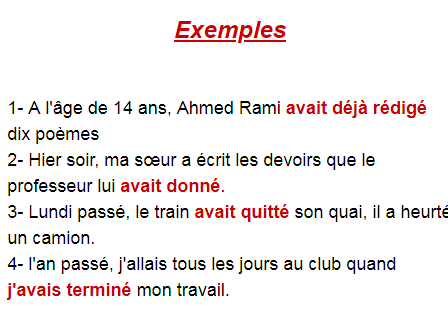 Exemples
1- A l'âge de 14 ans, Ahmed Rami avait déjà rédigé
dix poèmes
2- Hier soir, ma sœur a écrit les devoirs que le
professeur lui avait donné.
3- Lundi passé, le train avait quitté son quai, il a heurté
un camion.
4- l'an passé, j'allais tous les jours au club quand
j'avais terminé mon travail.